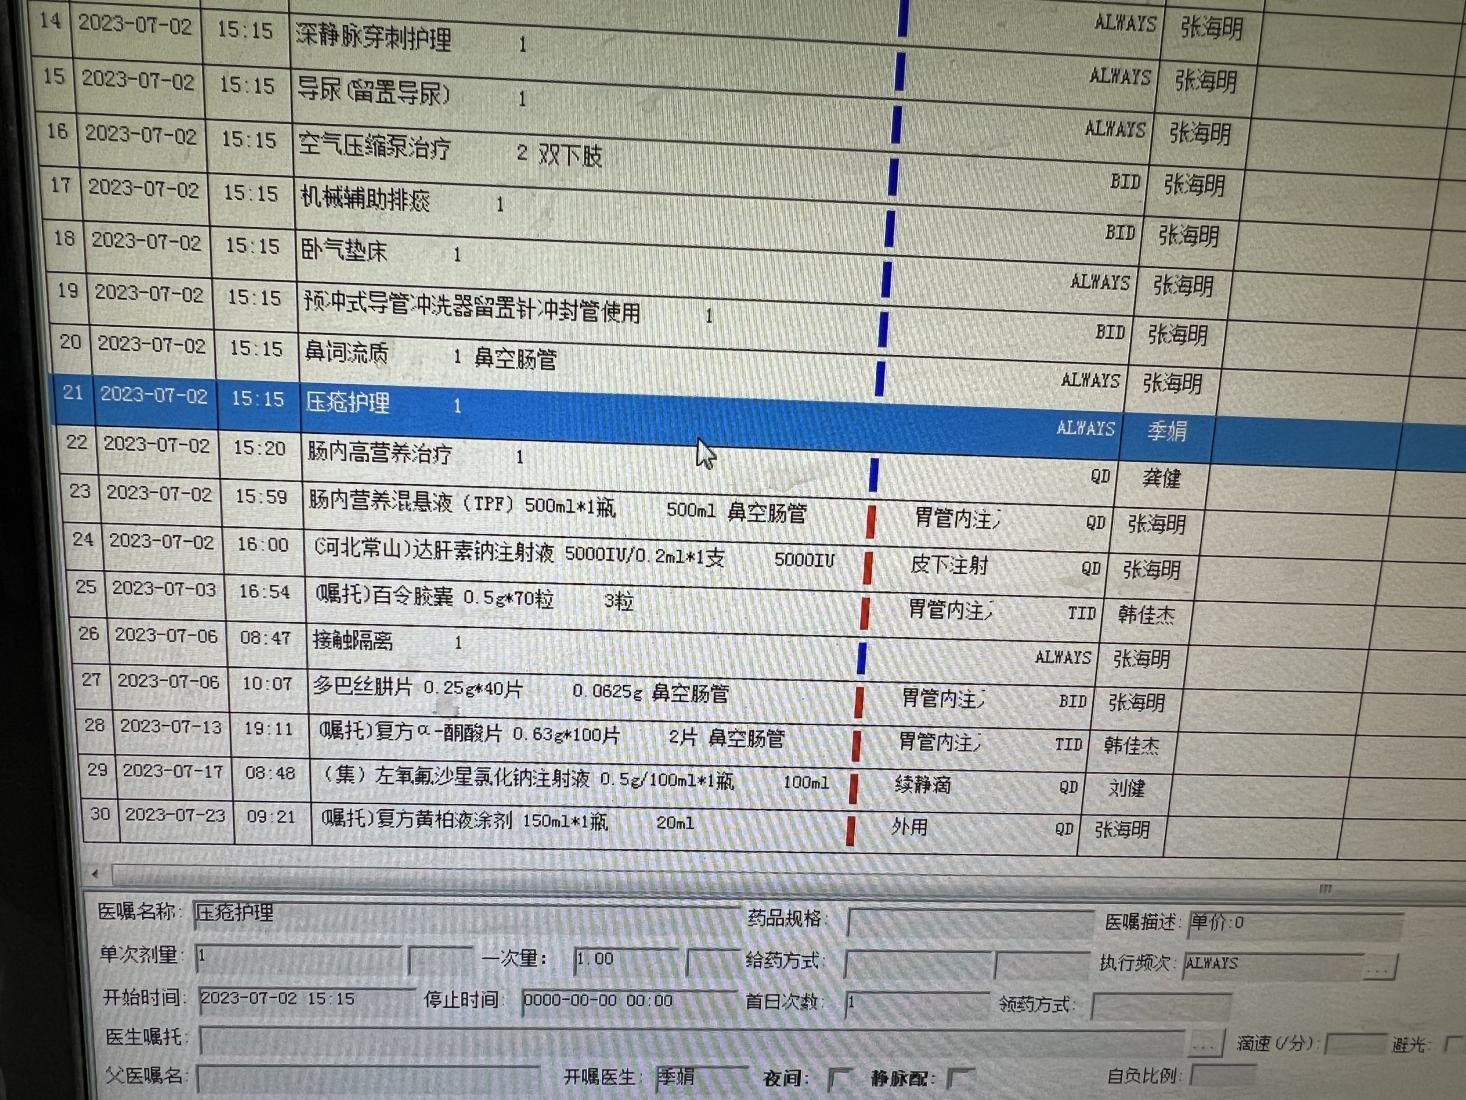 14 2023-07-02 15:15 深静脉穿刺护理 1 ALWAYS 张海明
15 2023-07-02 15:15 导尿(留置导尿) 1 ALWAYS 张海明
16 2023-07-02 15:15 空气压缩泵治疗 2 双下肢 ALWAYS 张海明
17 2023-07-02 15:15 机械辅助排痰 1 BID 张海明
18 2023-07-02 15:15 卧气垫床 1 BID 张海明
19 2023-07-02 15:15 预冲式导管冲洗器留置针冲封管使用 1 ALWAYS 张海明
20 2023-07-02 15:15 鼻词流质 1 鼻空肠管 BID 张海明
21 2023-07-02 15:15 压疮护理 1 ALWAYS 张海明
22 2023-07-02 15:20 肠内高营养治疗 1 ALWAYS 季娟
23 2023-07-02 15:59 肠内营养混悬液(TPF) 500ml*1瓶 500ml 鼻空肠管 QD 龚健
24 2023-07-02 16:00 (河北常山)达肝素钠注射液 5000IU/0.2ml*1支 5000IU 胃管内注 QD 张海明
25 2023-07-03 16:54 (嘱托)百令胶囊 0.5g*70粒 3粒 皮下注射 QD 张海明
26 2023-07-06 08:47 接触隔离 1 胃管内注 TID 韩佳杰
27 2023-07-06 10:07 多巴丝肼片 0.25g*40片 0.0625g 鼻空肠管 ALWAYS 张海明
28 2023-07-13 19:11 (嘱托)复方α-酮酸片 0.63g*100片 2片 鼻空肠管 胃管内注 BID 张海明
29 2023-07-17 08:48 (集)左氧氟沙星氯化钠注射液 0.5g/100ml*1瓶 100ml 胃管内注 TID 韩佳杰
30 2023-07-23 09:21 (嘱托)复方黄柏液涂剂 150ml*1瓶 20ml 续静滴 QD 刘健
外用 QD 张海明
医嘱名称: 压疮护理 药品规格: 医嘱描述: 单价:0
单次剂量: 1 一次量: 1.00 给药方式: 执行频次: ALWAYS ...
开始时间: 2023-07-02 15:15 停止时间: 0000-00-00 00:00 首日次数: 1 领药方式:
医生嘱托: ... 滴速(/分): 避光:
父医嘱名: 开嘱医生: 季娟 夜间: 静脉配: 自负比例: